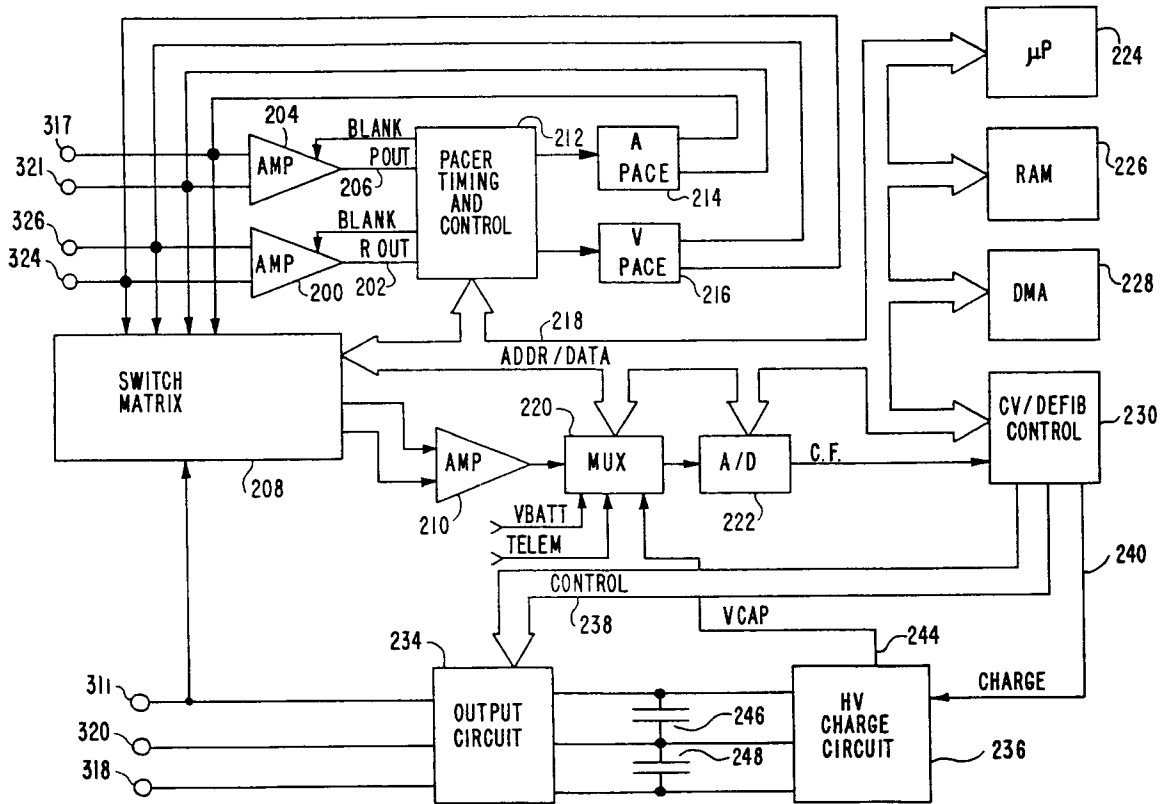 204
BLANK
212
317
AMP
POUT
206
PACER TIMING AND CONTROL
A PACE
214
321
326
BLANK
R OUT
202
AMP
200
324
V PACE
216
μP
224
RAM
226
DMA
228
218
ADDR/DATA
SWITCH MATRIX
208
AMP
210
220
MUX
A/D
222
C.F.
CV/DEFIB CONTROL
230
VBATT
TELEM
CONTROL
238
VCAP
240
244
CHARGE
234
311
OUTPUT CIRCUIT
246
HV CHARGE CIRCUIT
236
320
248
318